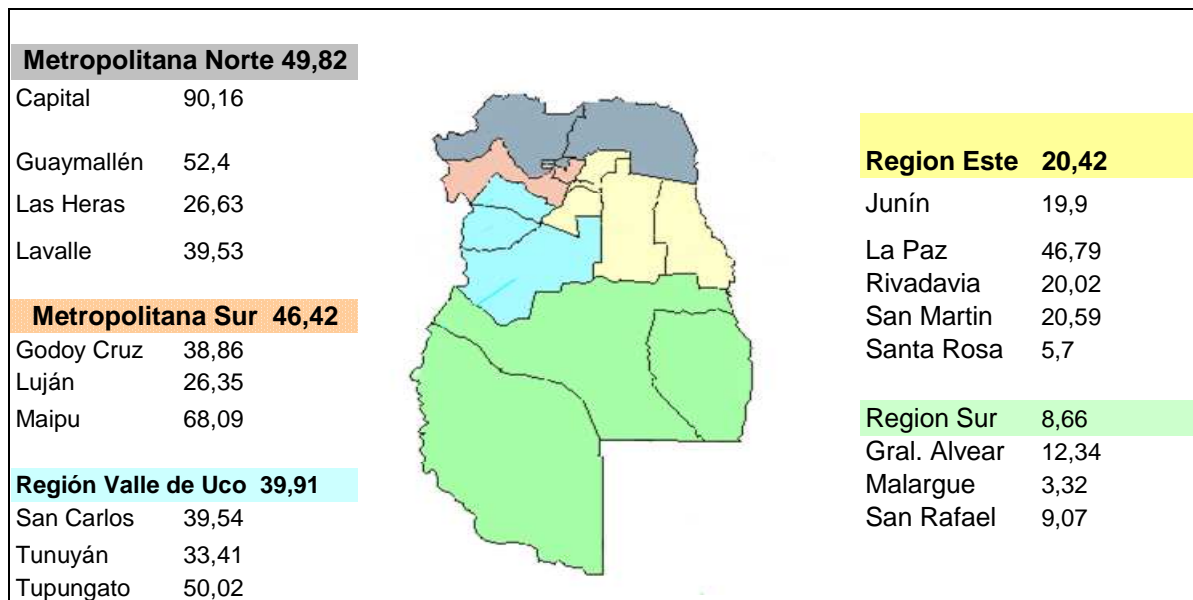 Metropolitana Norte 49,82
Capital 90,16
Guaymallén 52,4
Las Heras 26,63
Lavalle 39,53
Metropolitana Sur 46,42
Godoy Cruz 38,86
Luján 26,35
Maipu 68,09
Región Valle de Uco 39,91
San Carlos 39,54
Tunuyán 33,41
Tupungato 50,02
Region Este 20,42
Junín 19,9
La Paz 46,79
Rivadavia 20,02
San Martin 20,59
Santa Rosa 5,7
Region Sur 8,66
Gral. Alvear 12,34
Malargue 3,32
San Rafael 9,07